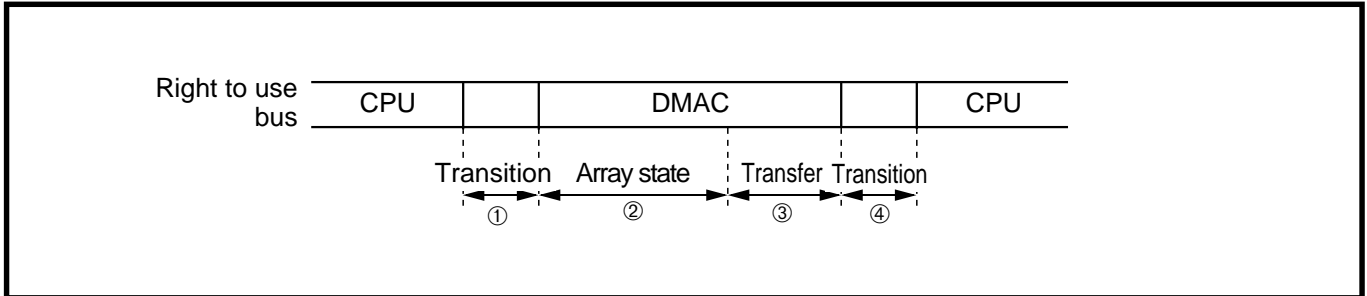 Right to use
bus
CPU
DMAC
CPU
Transition
Array state
Transfer
Transition
①
②
③
④